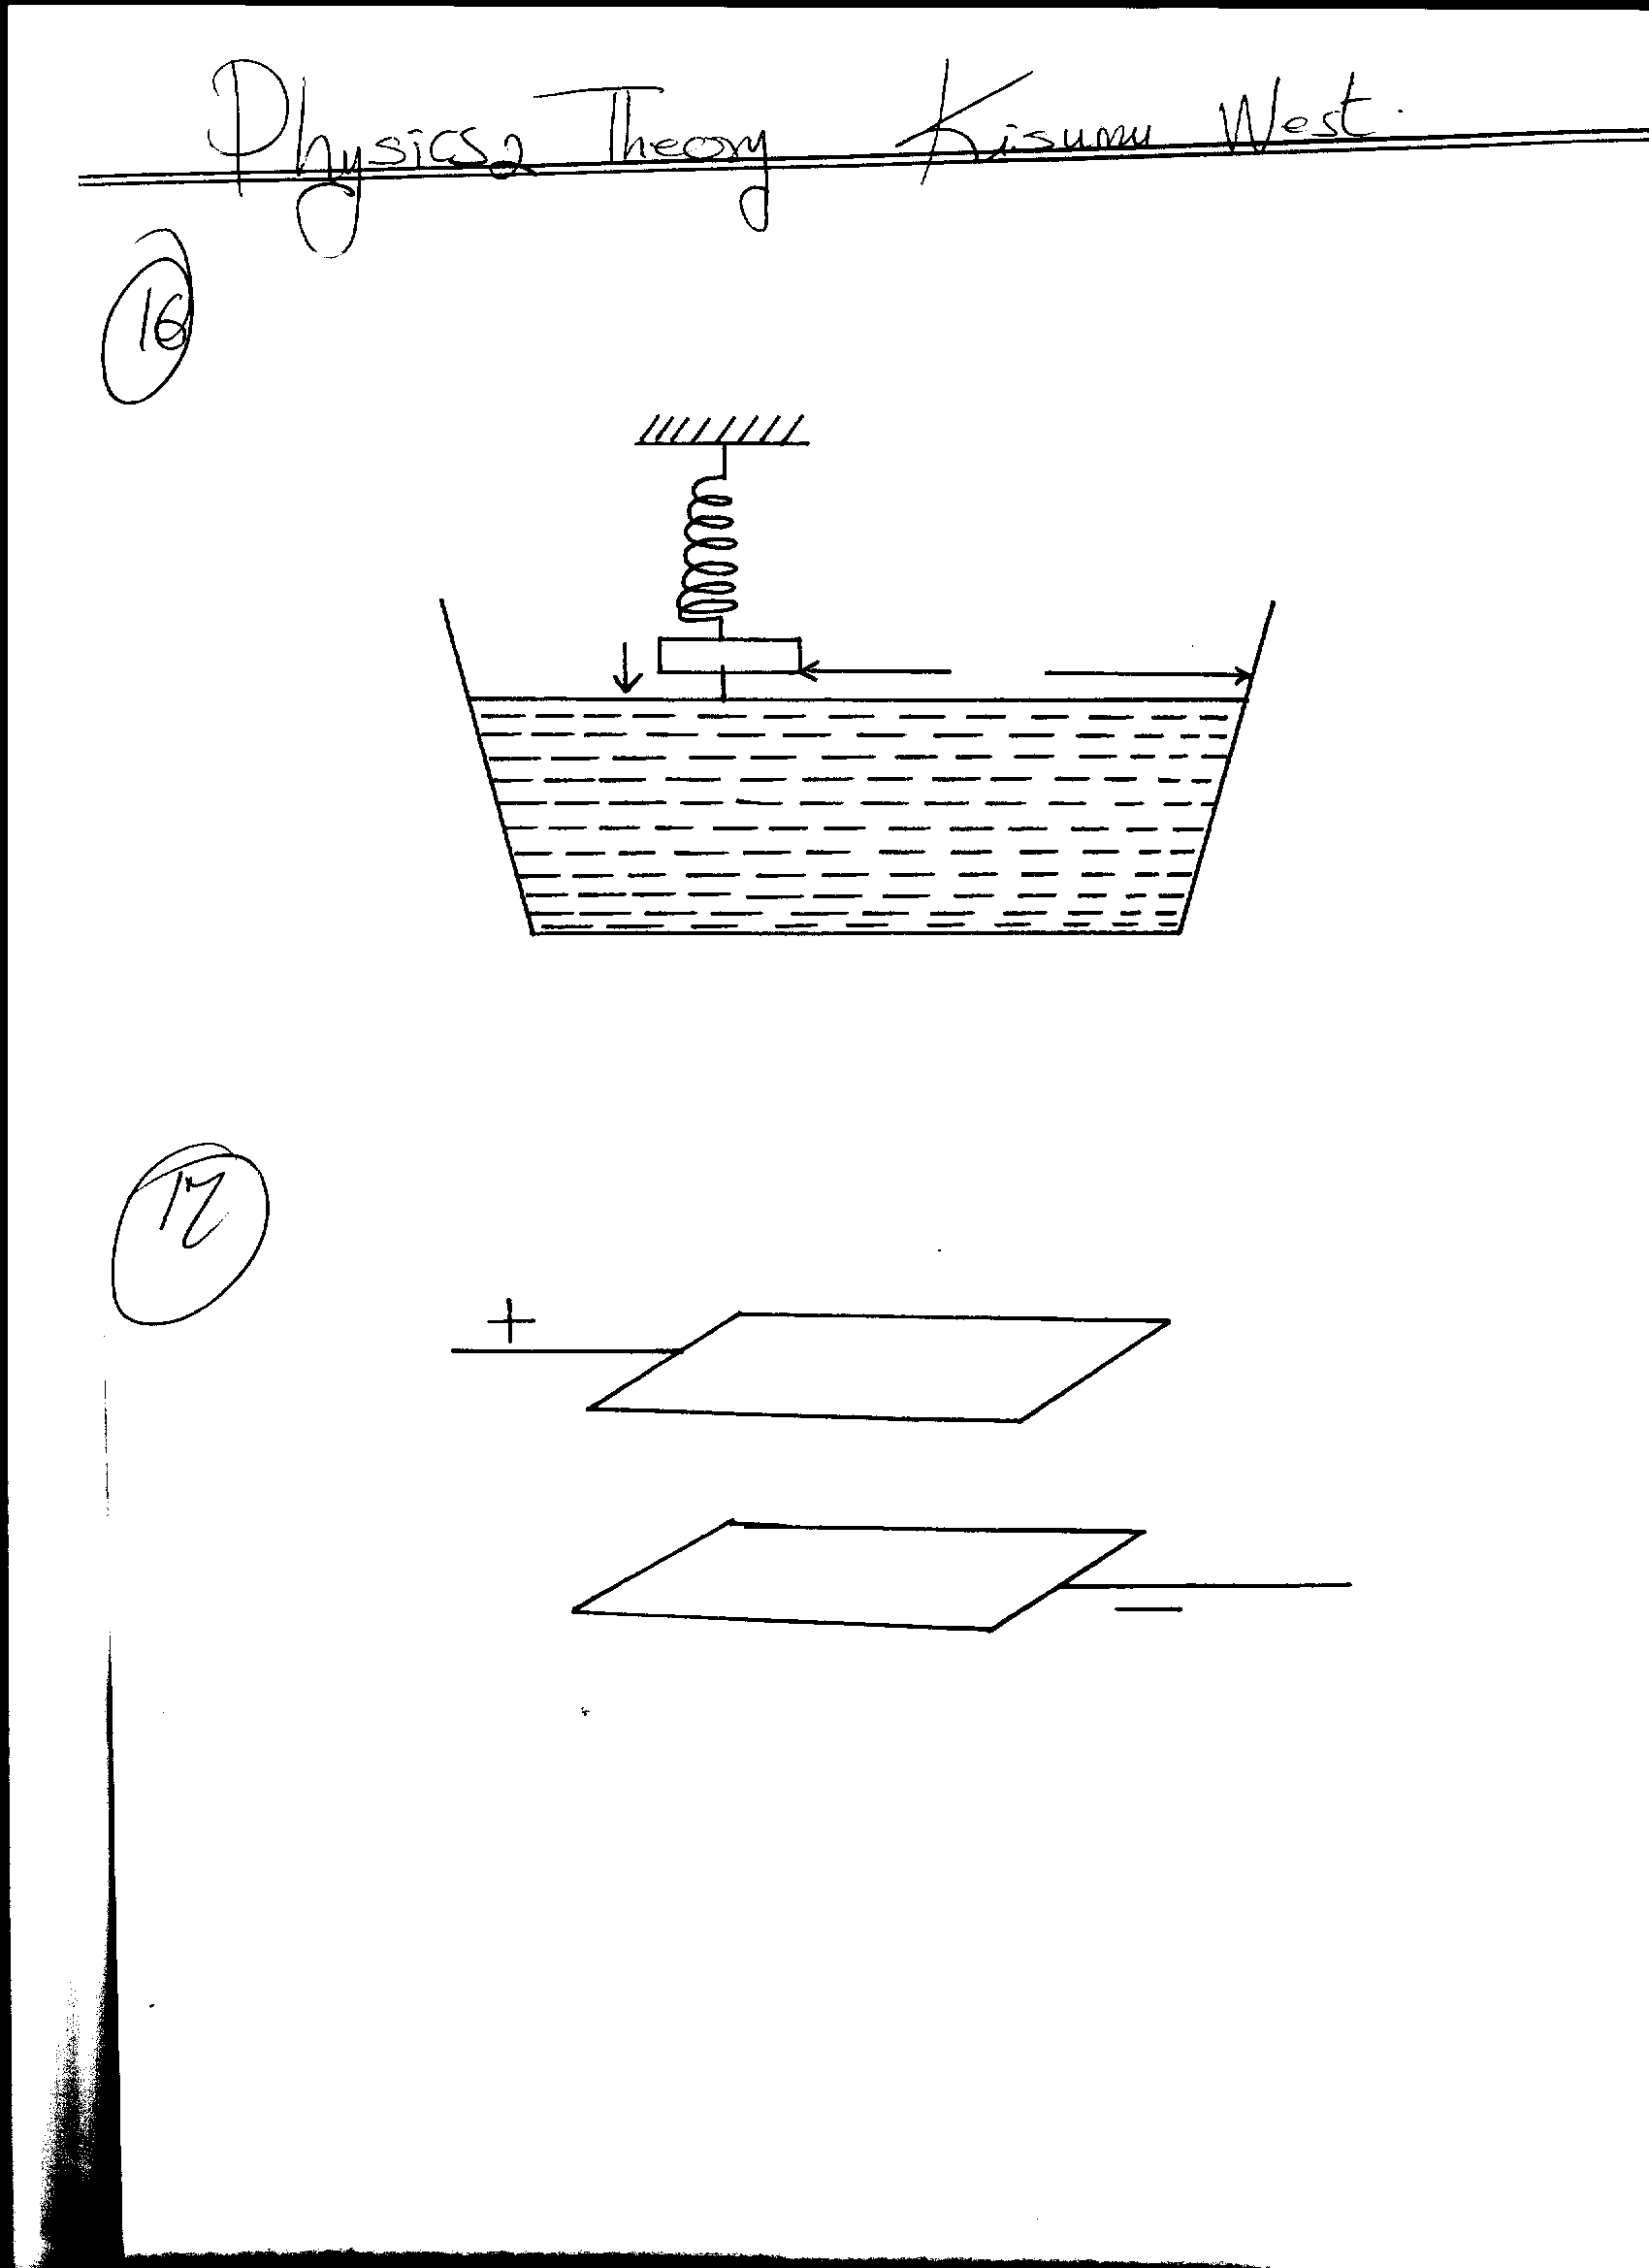 Physics 2 Theory Kisumu West.
16
17
+
−